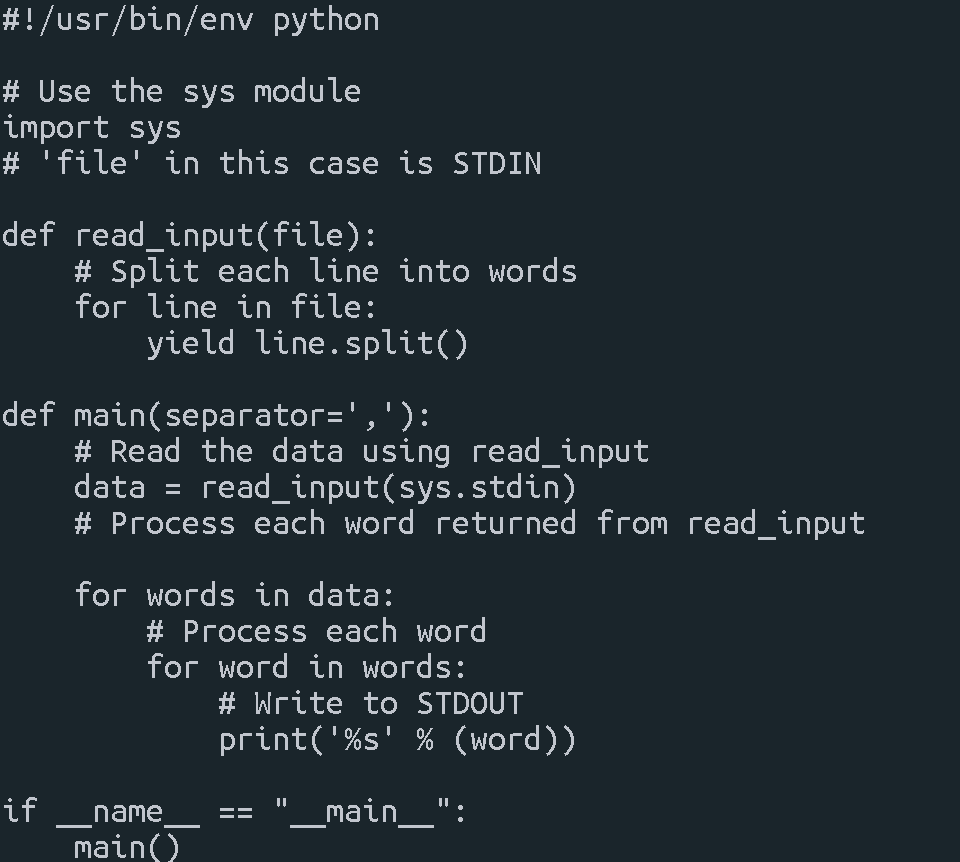 #!/usr/bin/env python
# Use the sys module
import sys
# 'file' in this case is STDIN
def read_input(file):
    # Split each line into words
    for line in file:
        yield line.split()
def main(separator=','):
    # Read the data using read_input
    data = read_input(sys.stdin)
    # Process each word returned from read_input
    for words in data:
        # Process each word
        for word in words:
            # Write to STDOUT
            print('%s' % (word))
if __name__ == "__main__":
    main()